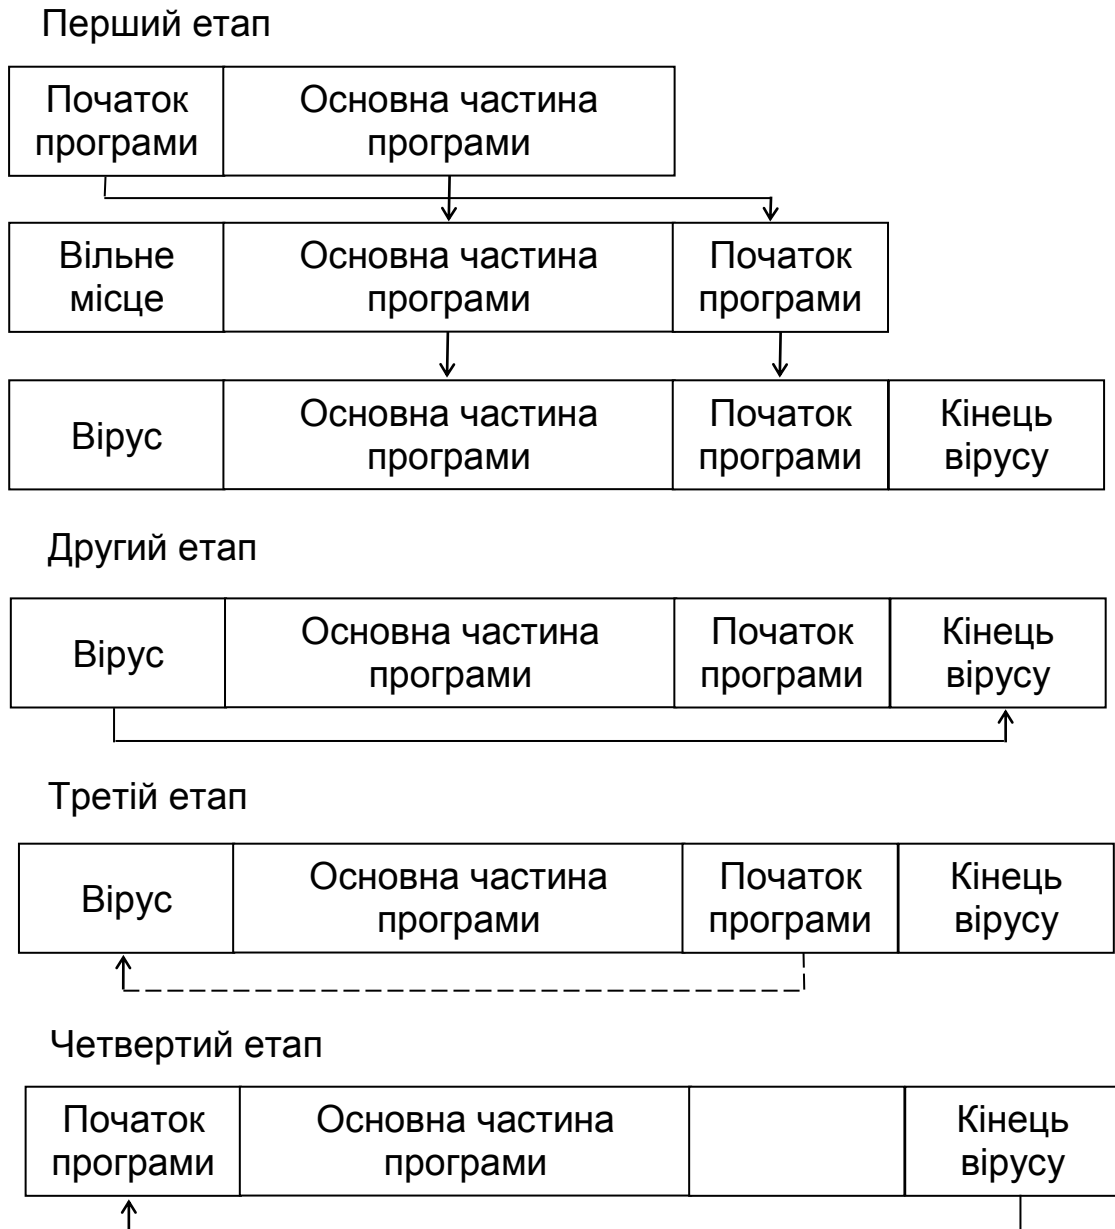 Перший етап
Початок
програми
Основна частина
програми
Вільне
місце
Основна частина
програми
Початок
програми
Вірус
Основна частина
програми
Початок
програми
Кінець
вірусу
Другий етап
Вірус
Основна частина
програми
Початок
програми
Кінець
вірусу
Третій етап
Вірус
Основна частина
програми
Початок
програми
Кінець
вірусу
Четвертий етап
Початок
програми
Основна частина
програми
Кінець
вірусу